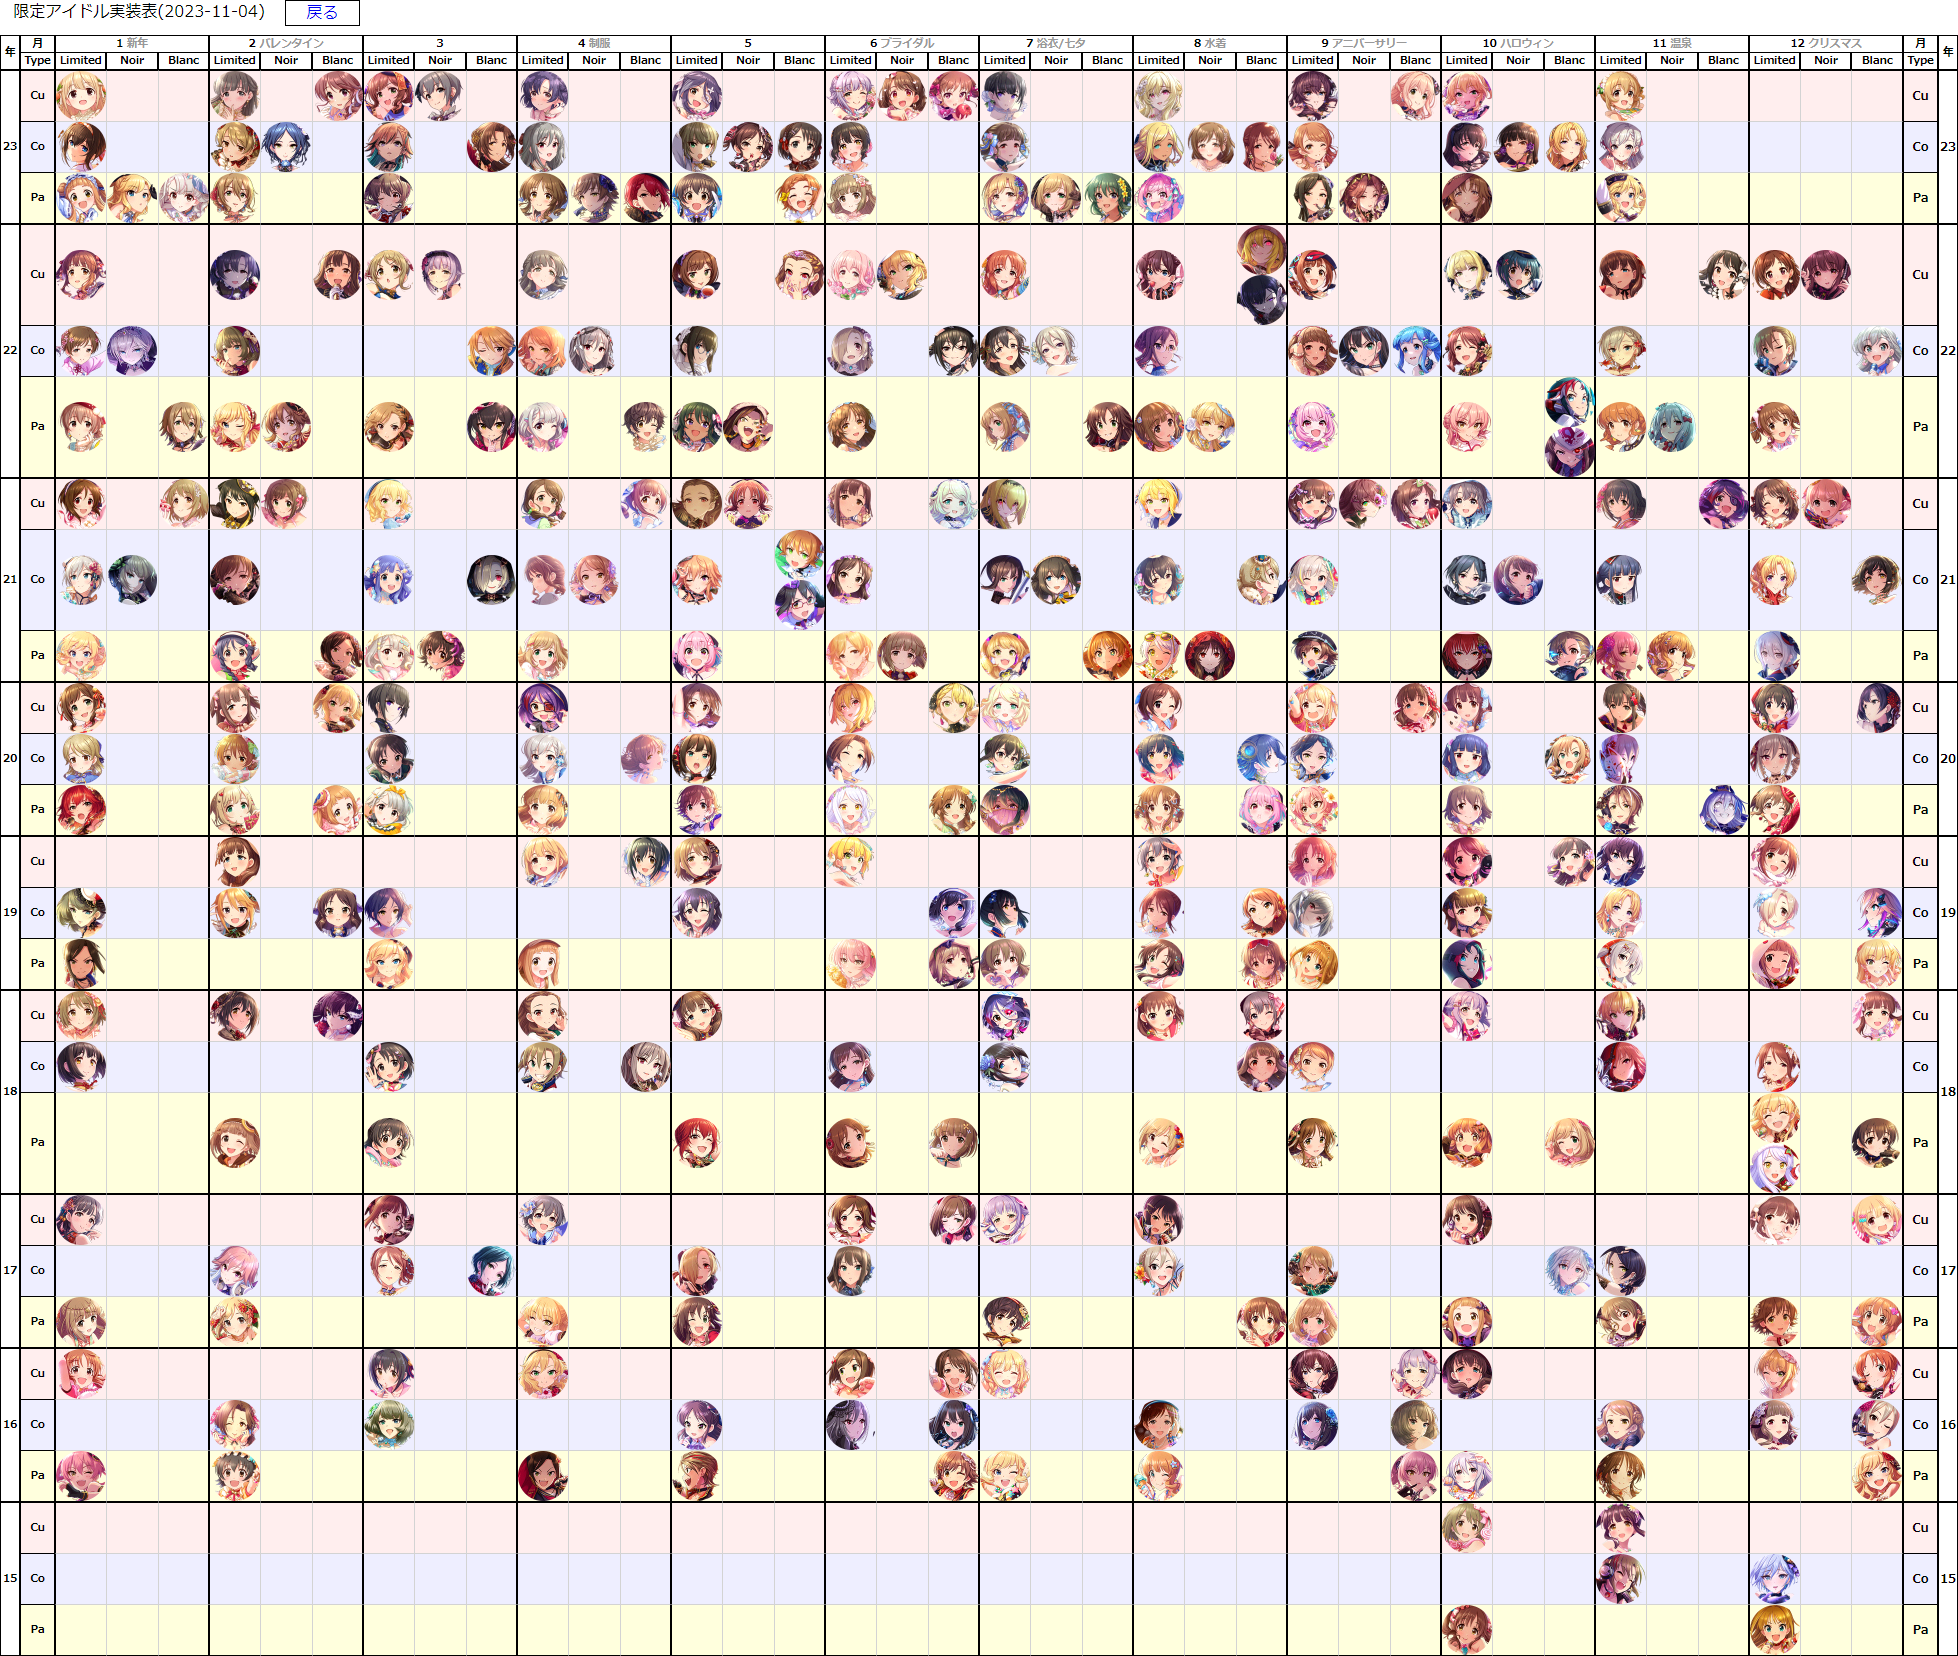 限定アイドル実装表(2023-11-04) 戻る
年 月 1 新年 2 バレンタイン 3 4 制服 5 6 ブライダル 7 浴衣/七夕 8 水着 9 アニバーサリー 10 ハロウィン 11 温泉 12 クリスマス 月 年
Type Limited Noir Blanc Limited Noir Blanc Limited Noir Blanc Limited Noir Blanc Limited Noir Blanc Limited Noir Blanc Limited Noir Blanc Limited Noir Blanc Limited Noir Blanc Limited Noir Blanc Limited Noir Blanc Limited Noir Blanc Type
Cu Cu
23 Co Co 23
Pa Pa
Cu Cu
22 Co Co 22
Pa Pa
Cu Cu
21 Co Co 21
Pa Pa
Cu Cu
20 Co Co 20
Pa Pa
Cu Cu
19 Co Co 19
Pa Pa
Cu Cu
Co Co
18 18
Pa Pa
Cu Cu
17 Co Co 17
Pa Pa
Cu Cu
16 Co Co 16
Pa Pa
Cu Cu
15 Co Co 15
Pa Pa